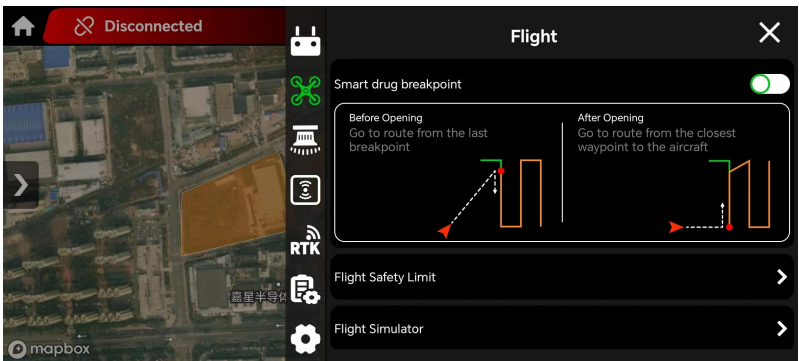 Disconnected
Flight
Smart drug breakpoint
Before Opening
Go to route from the last
breakpoint
After Opening
Go to route from the closest
waypoint to the aircraft
RTK
Flight Safety Limit
嘉星半导体
Flight Simulator
mapbox